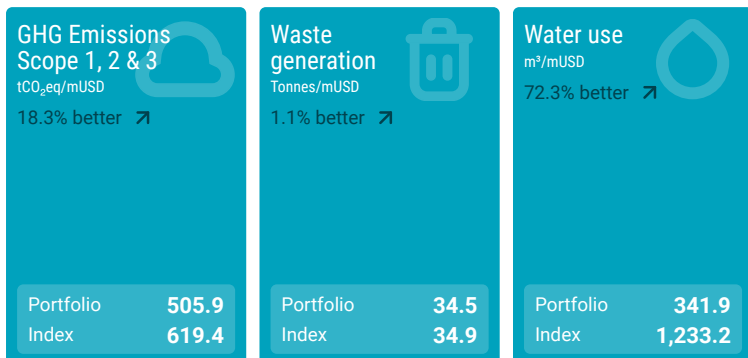 GHG Emissions
Scope 1, 2 & 3
tCO₂eq/mUSD
18.3% better
Portfolio 505.9
Index 619.4
Waste
generation
Tonnes/mUSD
1.1% better
Portfolio 34.5
Index 34.9
Water use
m³/mUSD
72.3% better
Portfolio 341.9
Index 1,233.2